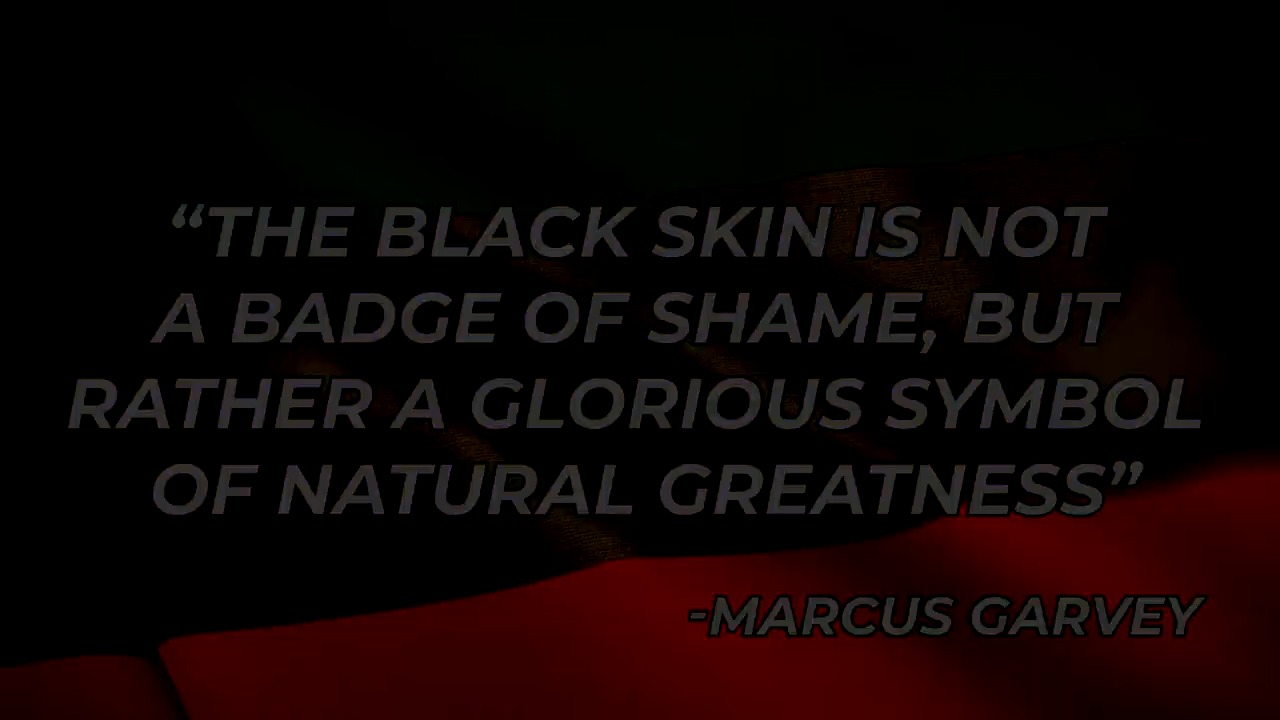 “THE BLACK SKIN IS NOT
A BADGE OF SHAME, BUT
RATHER A GLORIOUS SYMBOL
OF NATURAL GREATNESS”
-MARCUS GARVEY